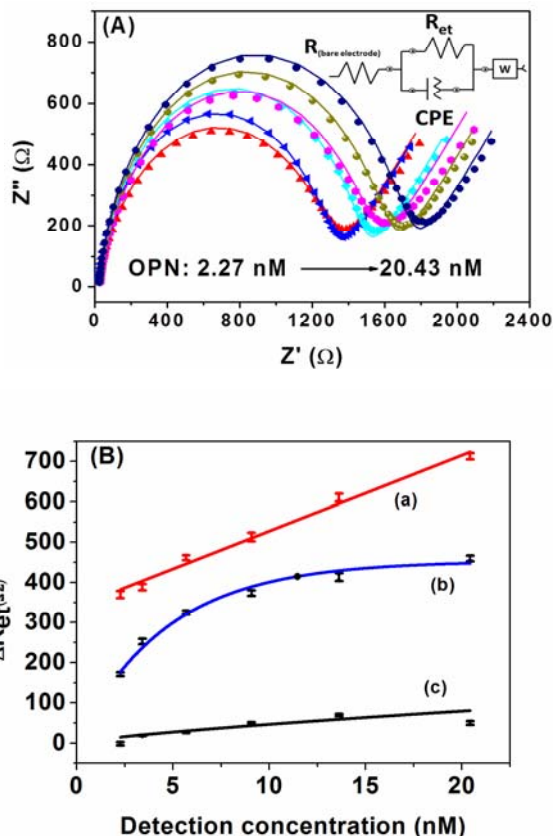 (A)
R(bare electrode)
Ret
W
CPE
800
600
400
200
0
Z" (Ω)
OPN: 2.27 nM → 20.43 nM
0 400 800 1200 1600 2000 2400
Z' (Ω)
(B)
700
600
500
400
300
200
100
0
(a)
(b)
(c)
0 5 10 15 20
Detection concentration (nM)